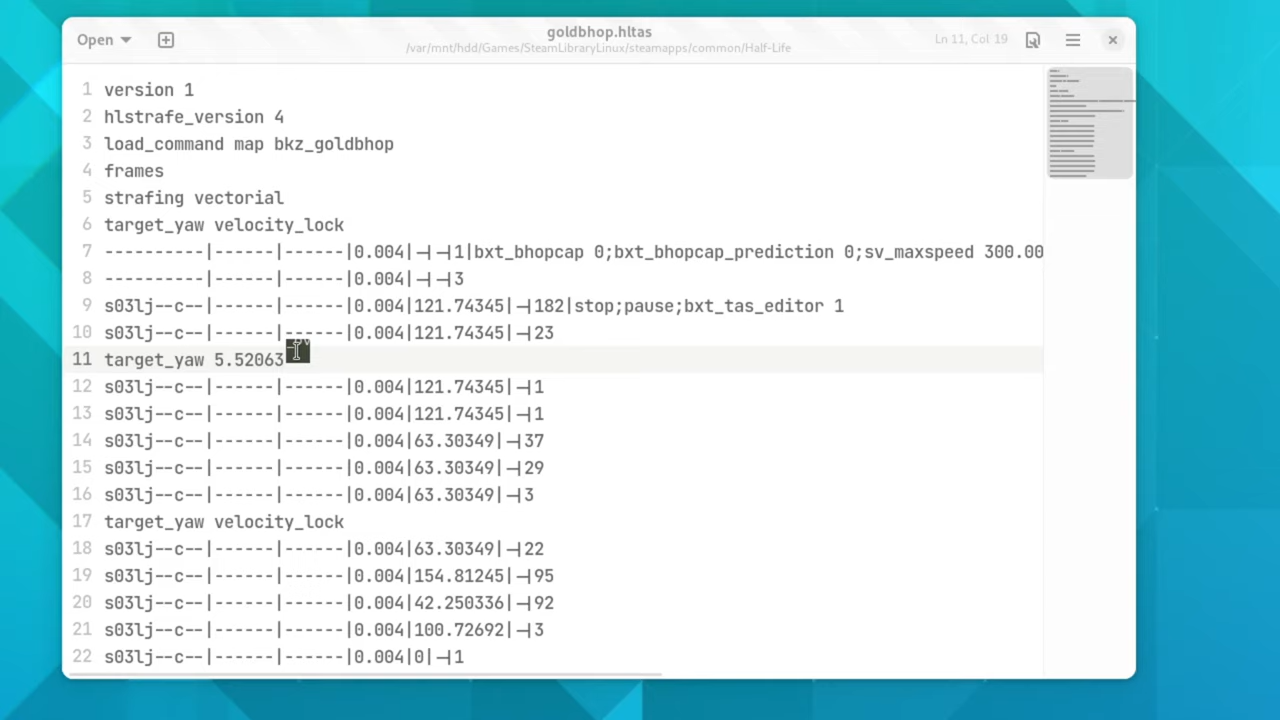 Open
goldbhop.hltas
/var/mnt/hdd/Games/SteamLibraryLinux/steamapps/common/Half-Life
Ln 11, Col 19
1 version 1
2 hlstrafe_version 4
3 load_command map bkz_goldbhop
4 frames
5 strafing vectorial
6 target_yaw velocity_lock
7 ----------|------|------|0.004|-|-|1|bxt_bhopcap 0;bxt_bhopcap_prediction 0;sv_maxspeed 300.00
8 ----------|------|------|0.004|-|-|3
9 s03lj--c--|------|------|0.004|121.74345|-|182|stop;pause;bxt_tas_editor 1
10 s03lj--c--|------|------|0.004|121.74345|-|23
11 target_yaw 5.52063
12 s03lj--c--|------|------|0.004|121.74345|-|1
13 s03lj--c--|------|------|0.004|121.74345|-|1
14 s03lj--c--|------|------|0.004|63.30349|-|37
15 s03lj--c--|------|------|0.004|63.30349|-|29
16 s03lj--c--|------|------|0.004|63.30349|-|3
17 target_yaw velocity_lock
18 s03lj--c--|------|------|0.004|63.30349|-|22
19 s03lj--c--|------|------|0.004|154.81245|-|95
20 s03lj--c--|------|------|0.004|42.250336|-|92
21 s03lj--c--|------|------|0.004|100.72692|-|3
22 s03lj--c--|------|------|0.004|0|-|1